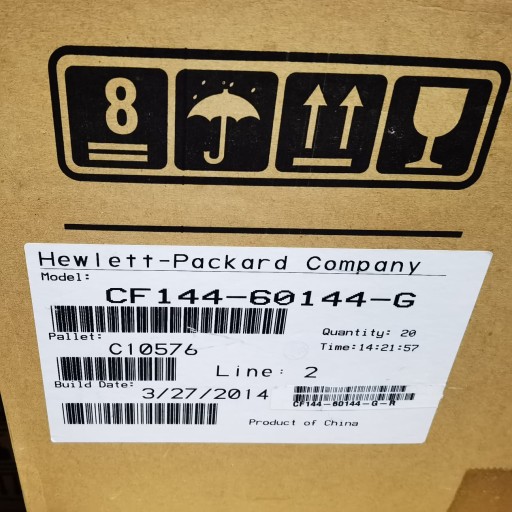 8
Hewlett-Packard Company
Model:
CF144-60144-G
Quantity: 20
Pallet:
C10576
Time:14:21:57
Line: 2
Build Date:
3/27/2014
CF144-60144-G-R
Product of China